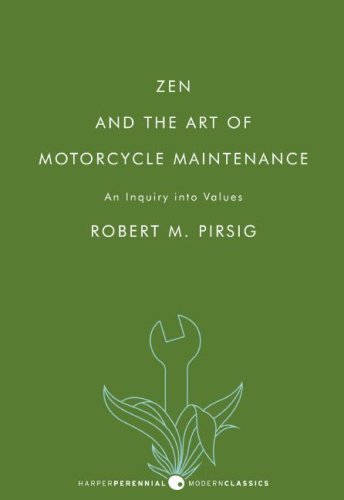 ZEN
AND THE ART OF
MOTORCYCLE MAINTENANCE
An Inquiry into Values
ROBERT M. PIRSIG
HARPERPERENNIAL MODERNCLASSICS